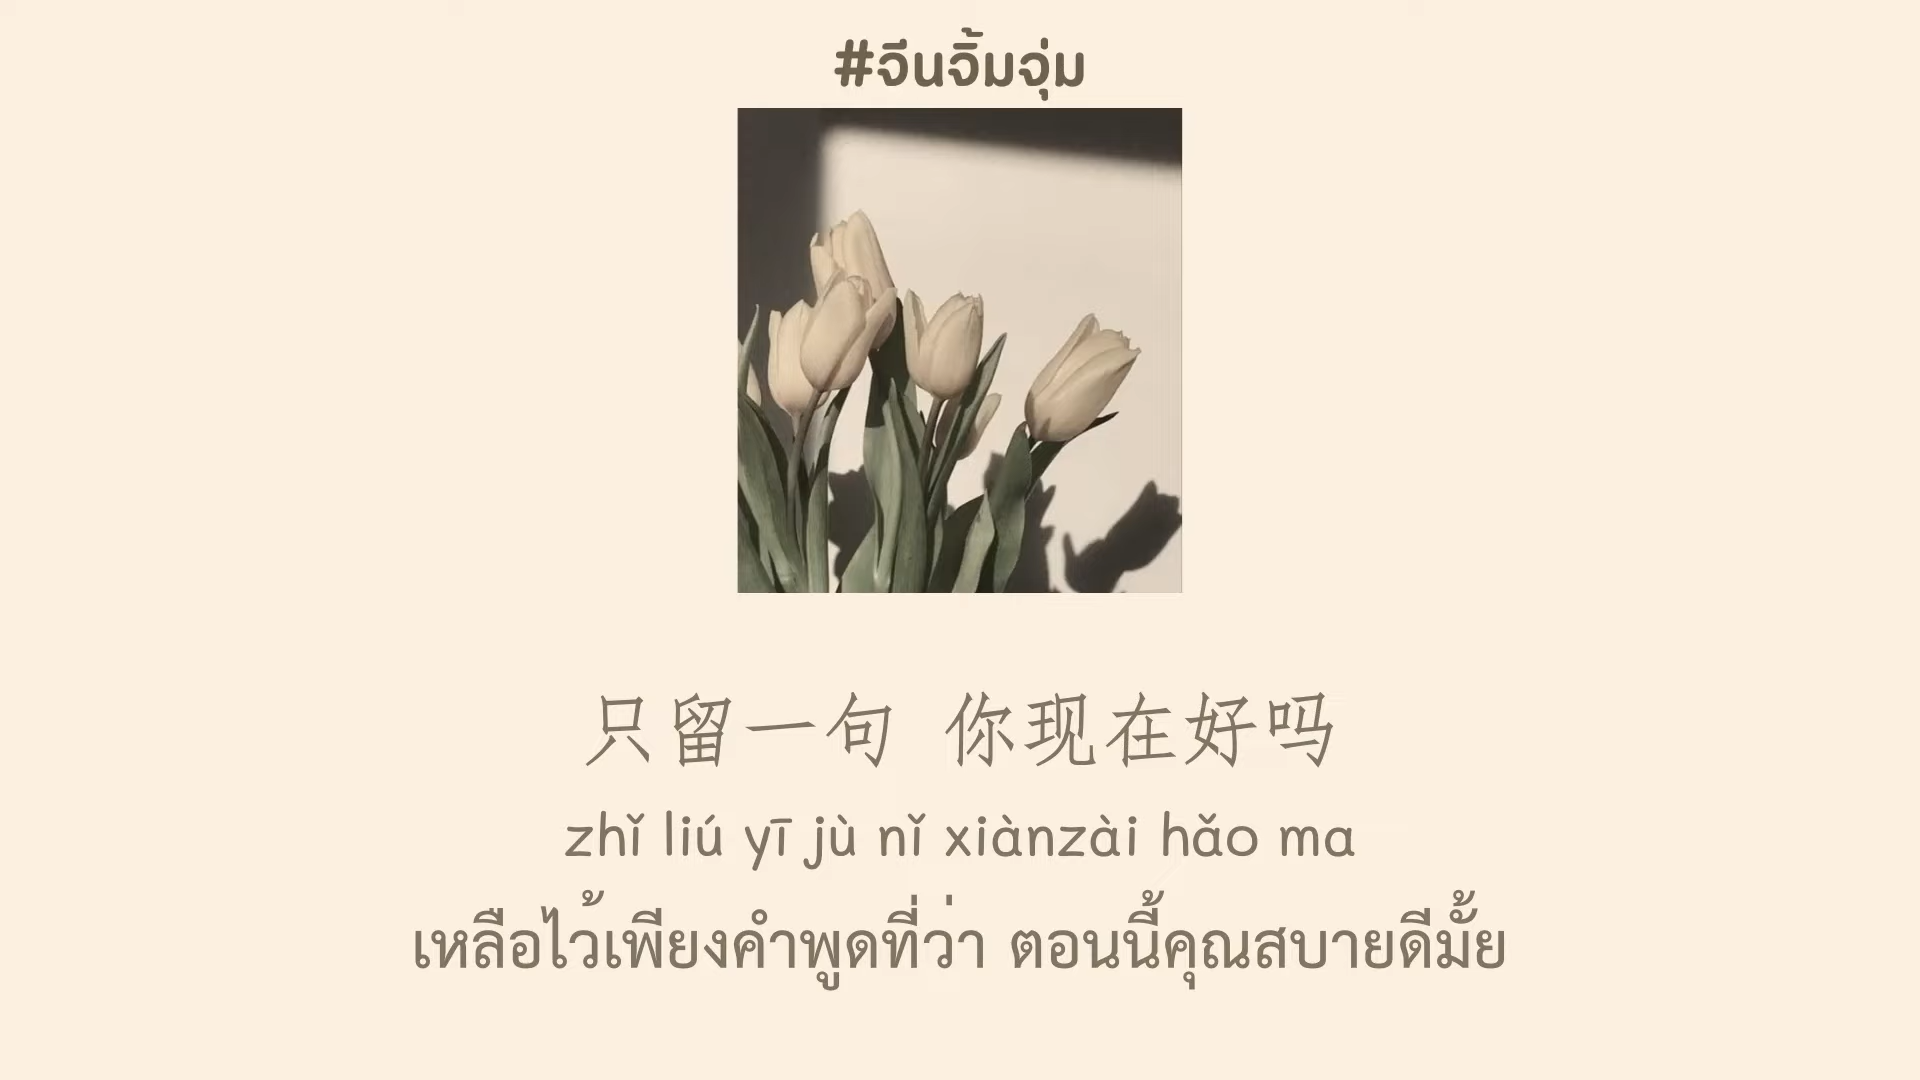 #จีนจิ้มจุ่ม
只留一句 你现在好吗
zhǐ liú yī jù nǐ xiànzài hǎo ma
เหลือไว้เพียงคำพูดที่ว่า ตอนนี้คุณสบายดีมั้ย